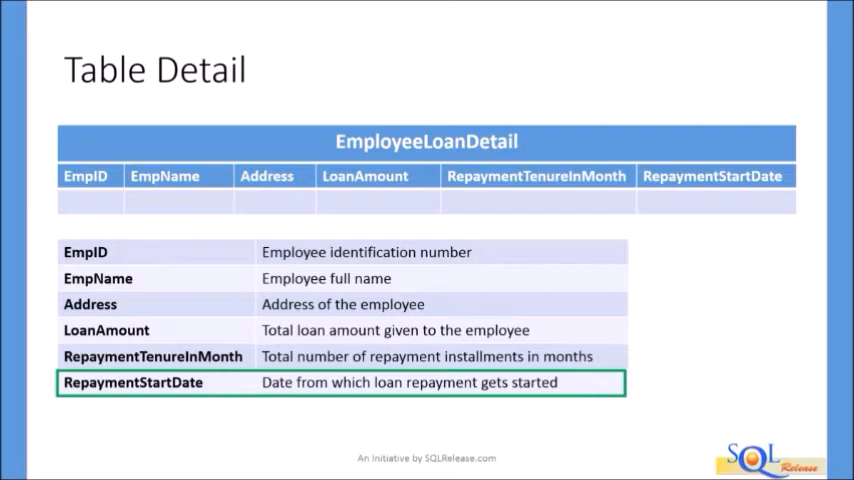 Table Detail
EmployeeLoanDetail
EmpID EmpName Address LoanAmount RepaymentTenureInMonth RepaymentStartDate
EmpID Employee identification number
EmpName Employee full name
Address Address of the employee
LoanAmount Total loan amount given to the employee
RepaymentTenureInMonth Total number of repayment installments in months
RepaymentStartDate Date from which loan repayment gets started
An Initiative by SQLRelease.com
SQL Release